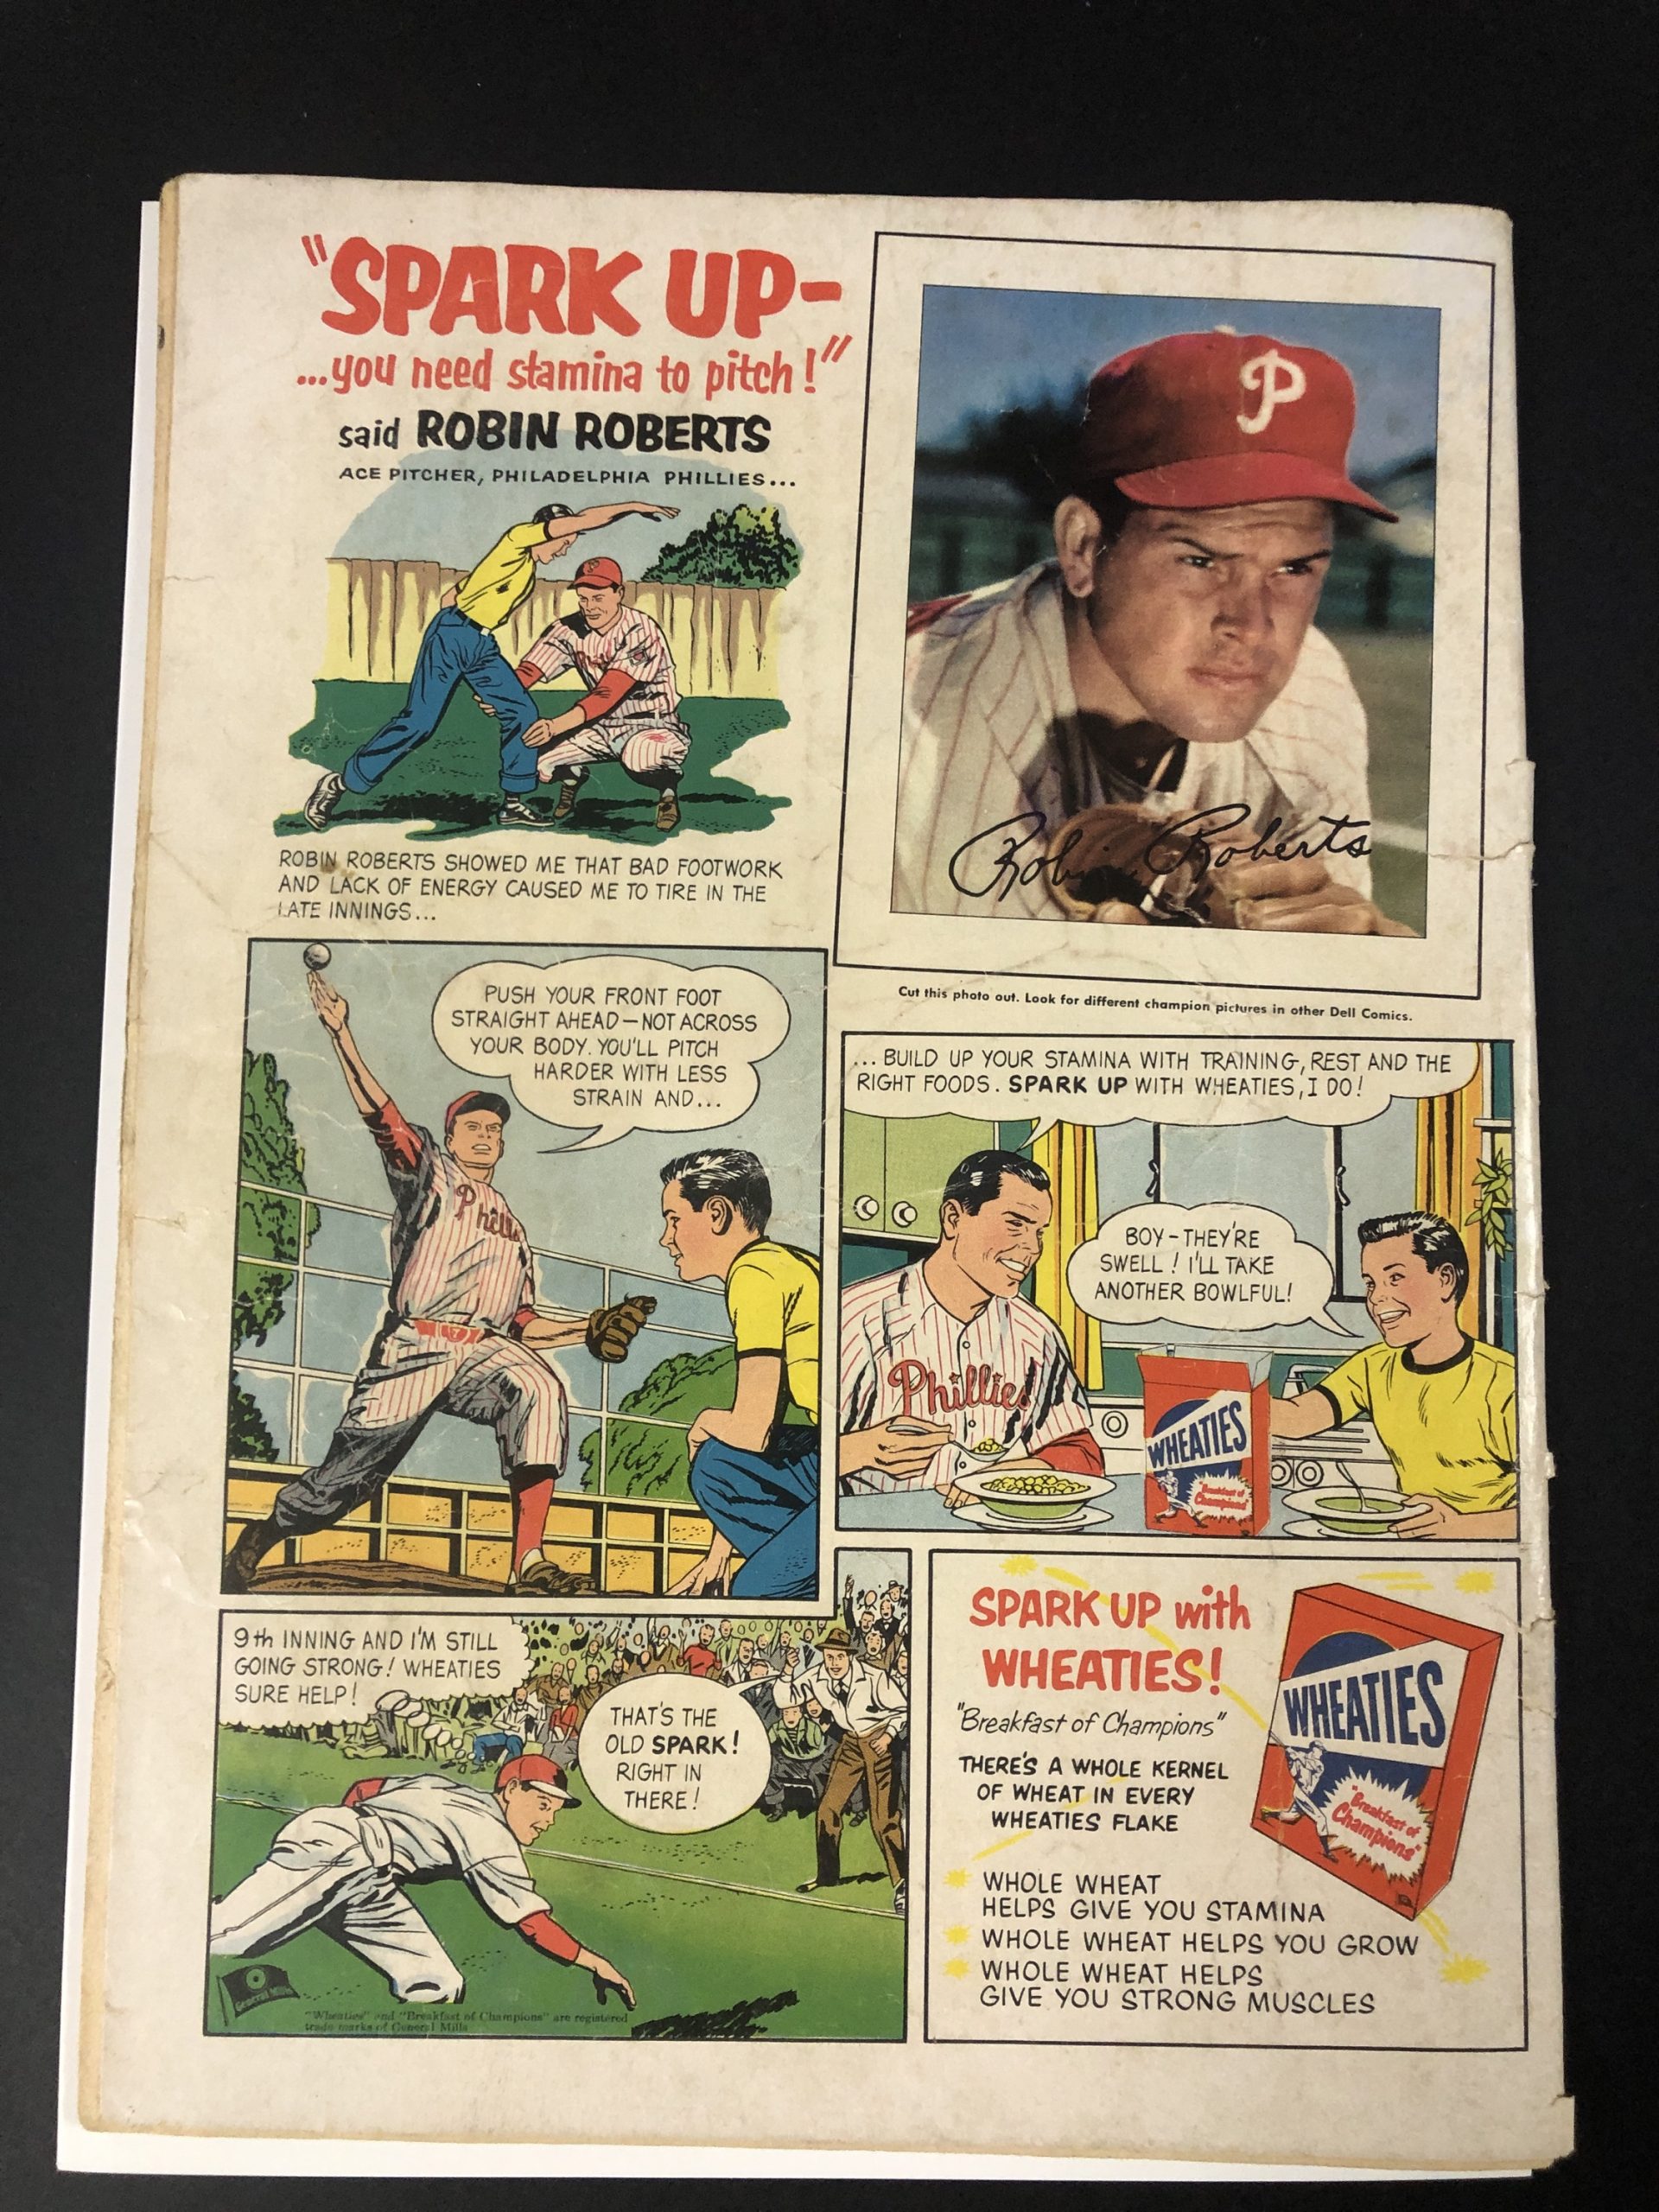 "SPARK UP-
...you need stamina to pitch!"
said ROBIN ROBERTS
ACE PITCHER, PHILADELPHIA PHILLIES...
P
Robin Roberts
ROBIN ROBERTS SHOWED ME THAT BAD FOOTWORK
AND LACK OF ENERGY CAUSED ME TO TIRE IN THE
LATE INNINGS...
Cut this photo out. Look for different champion pictures in other Dell Comics.
PUSH YOUR FRONT FOOT
STRAIGHT AHEAD—NOT ACROSS
YOUR BODY. YOU'LL PITCH
HARDER WITH LESS
STRAIN AND...
Phillies
...BUILD UP YOUR STAMINA WITH TRAINING, REST AND THE
RIGHT FOODS. SPARK UP WITH WHEATIES, I DO!
BOY-THEY'RE
SWELL! I'LL TAKE
ANOTHER BOWLFUL!
Phillies
WHEATIES
"Breakfast of
Champions"
9th INNING AND I'M STILL
GOING STRONG! WHEATIES
SURE HELP!
THAT'S THE
OLD SPARK!
RIGHT IN
THERE!
General Mills
"Wheaties" and "Breakfast of Champions" are registered
trade marks of General Mills
SPARK UP with
WHEATIES!
"Breakfast of Champions"
THERE'S A WHOLE KERNEL
OF WHEAT IN EVERY
WHEATIES FLAKE
WHEATIES
"Breakfast of
Champions"
WHOLE WHEAT
HELPS GIVE YOU STAMINA
WHOLE WHEAT HELPS YOU GROW
WHOLE WHEAT HELPS
GIVE YOU STRONG MUSCLES